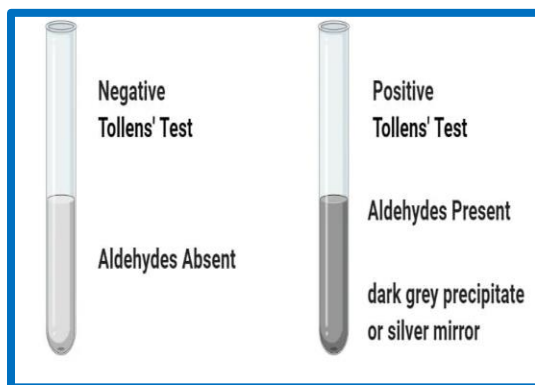 Negative
Tollens' Test
Aldehydes Absent
Positive
Tollens' Test
Aldehydes Present
dark grey precipitate
or silver mirror